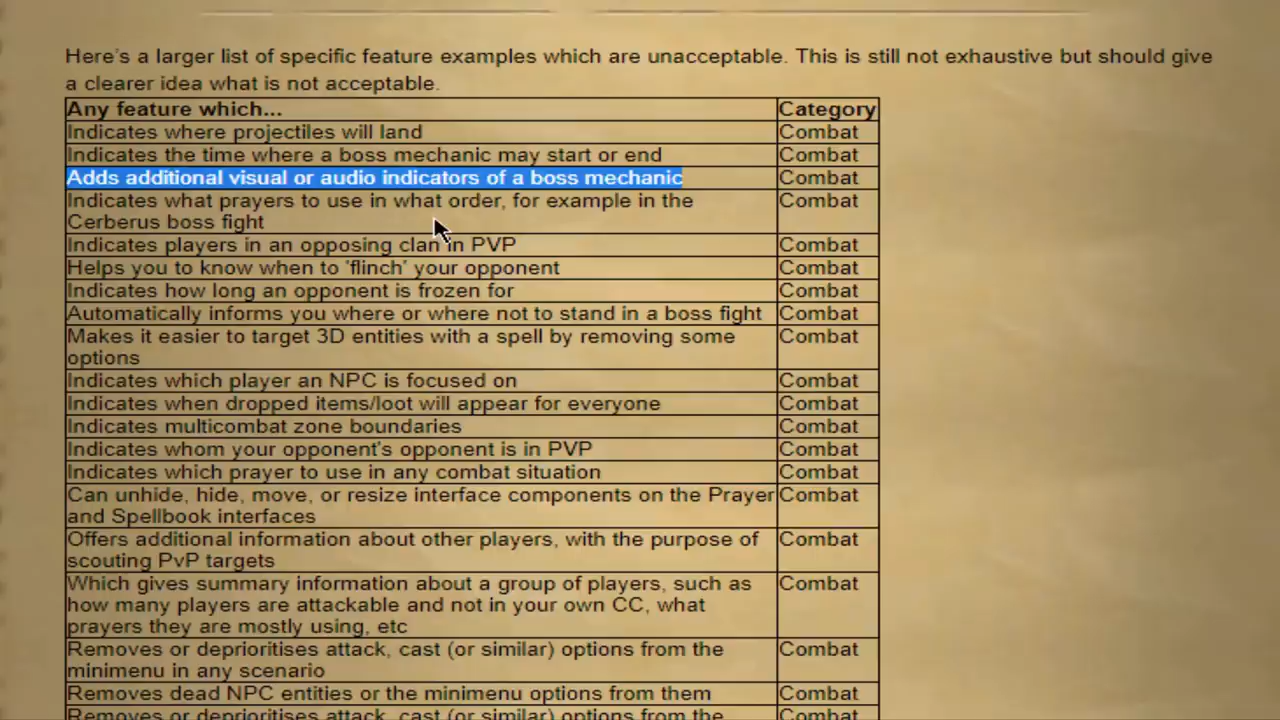 Here's a larger list of specific feature examples which are unacceptable. This is still not exhaustive but should give
a clearer idea what is not acceptable.
Any feature which... Category
Indicates where projectiles will land Combat
Indicates the time where a boss mechanic may start or end Combat
Adds additional visual or audio indicators of a boss mechanic Combat
Indicates what prayers to use in what order, for example in the Combat
Cerberus boss fight
Indicates players in an opposing clan in PVP Combat
Helps you to know when to 'flinch' your opponent Combat
Indicates how long an opponent is frozen for Combat
Automatically informs you where or where not to stand in a boss fight Combat
Makes it easier to target 3D entities with a spell by removing some Combat
options
Indicates which player an NPC is focused on Combat
Indicates when dropped items/loot will appear for everyone Combat
Indicates multicombat zone boundaries Combat
Indicates whom your opponent's opponent is in PVP Combat
Indicates which prayer to use in any combat situation Combat
Can unhide, hide, move, or resize interface components on the Prayer Combat
and Spellbook interfaces
Offers additional information about other players, with the purpose of Combat
scouting PvP targets
Which gives summary information about a group of players, such as Combat
how many players are attackable and not in your own CC, what
prayers they are mostly using, etc
Removes or deprioritises attack, cast (or similar) options from the Combat
minimenu in any scenario
Removes dead NPC entities or the minimenu options from them Combat
Removes or deprioritises attack, cast (or similar) options from the Combat